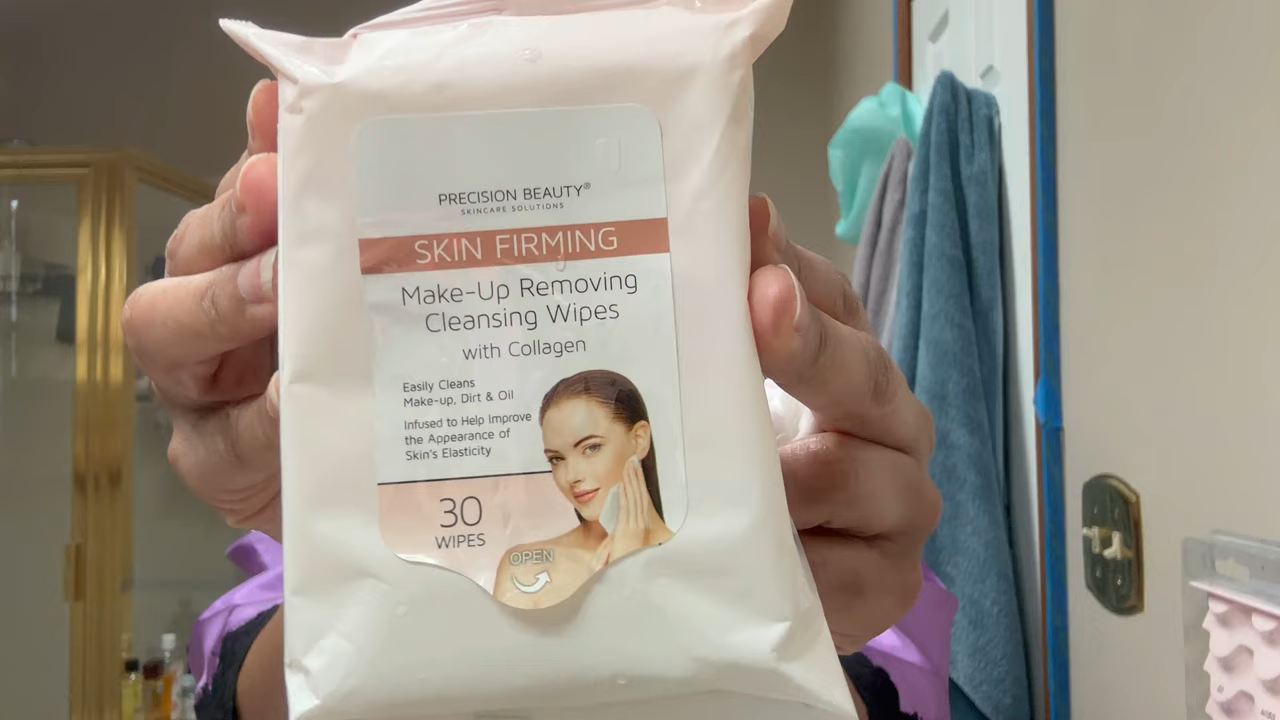 PRECISION BEAUTY®
SKINCARE SOLUTIONS
SKIN FIRMING
Make-Up Removing
Cleansing Wipes
with Collagen
Easily Cleans
Make-up, Dirt & Oil
Infused to Help Improve
the Appearance of
Skin's Elasticity
30
WIPES
OPEN